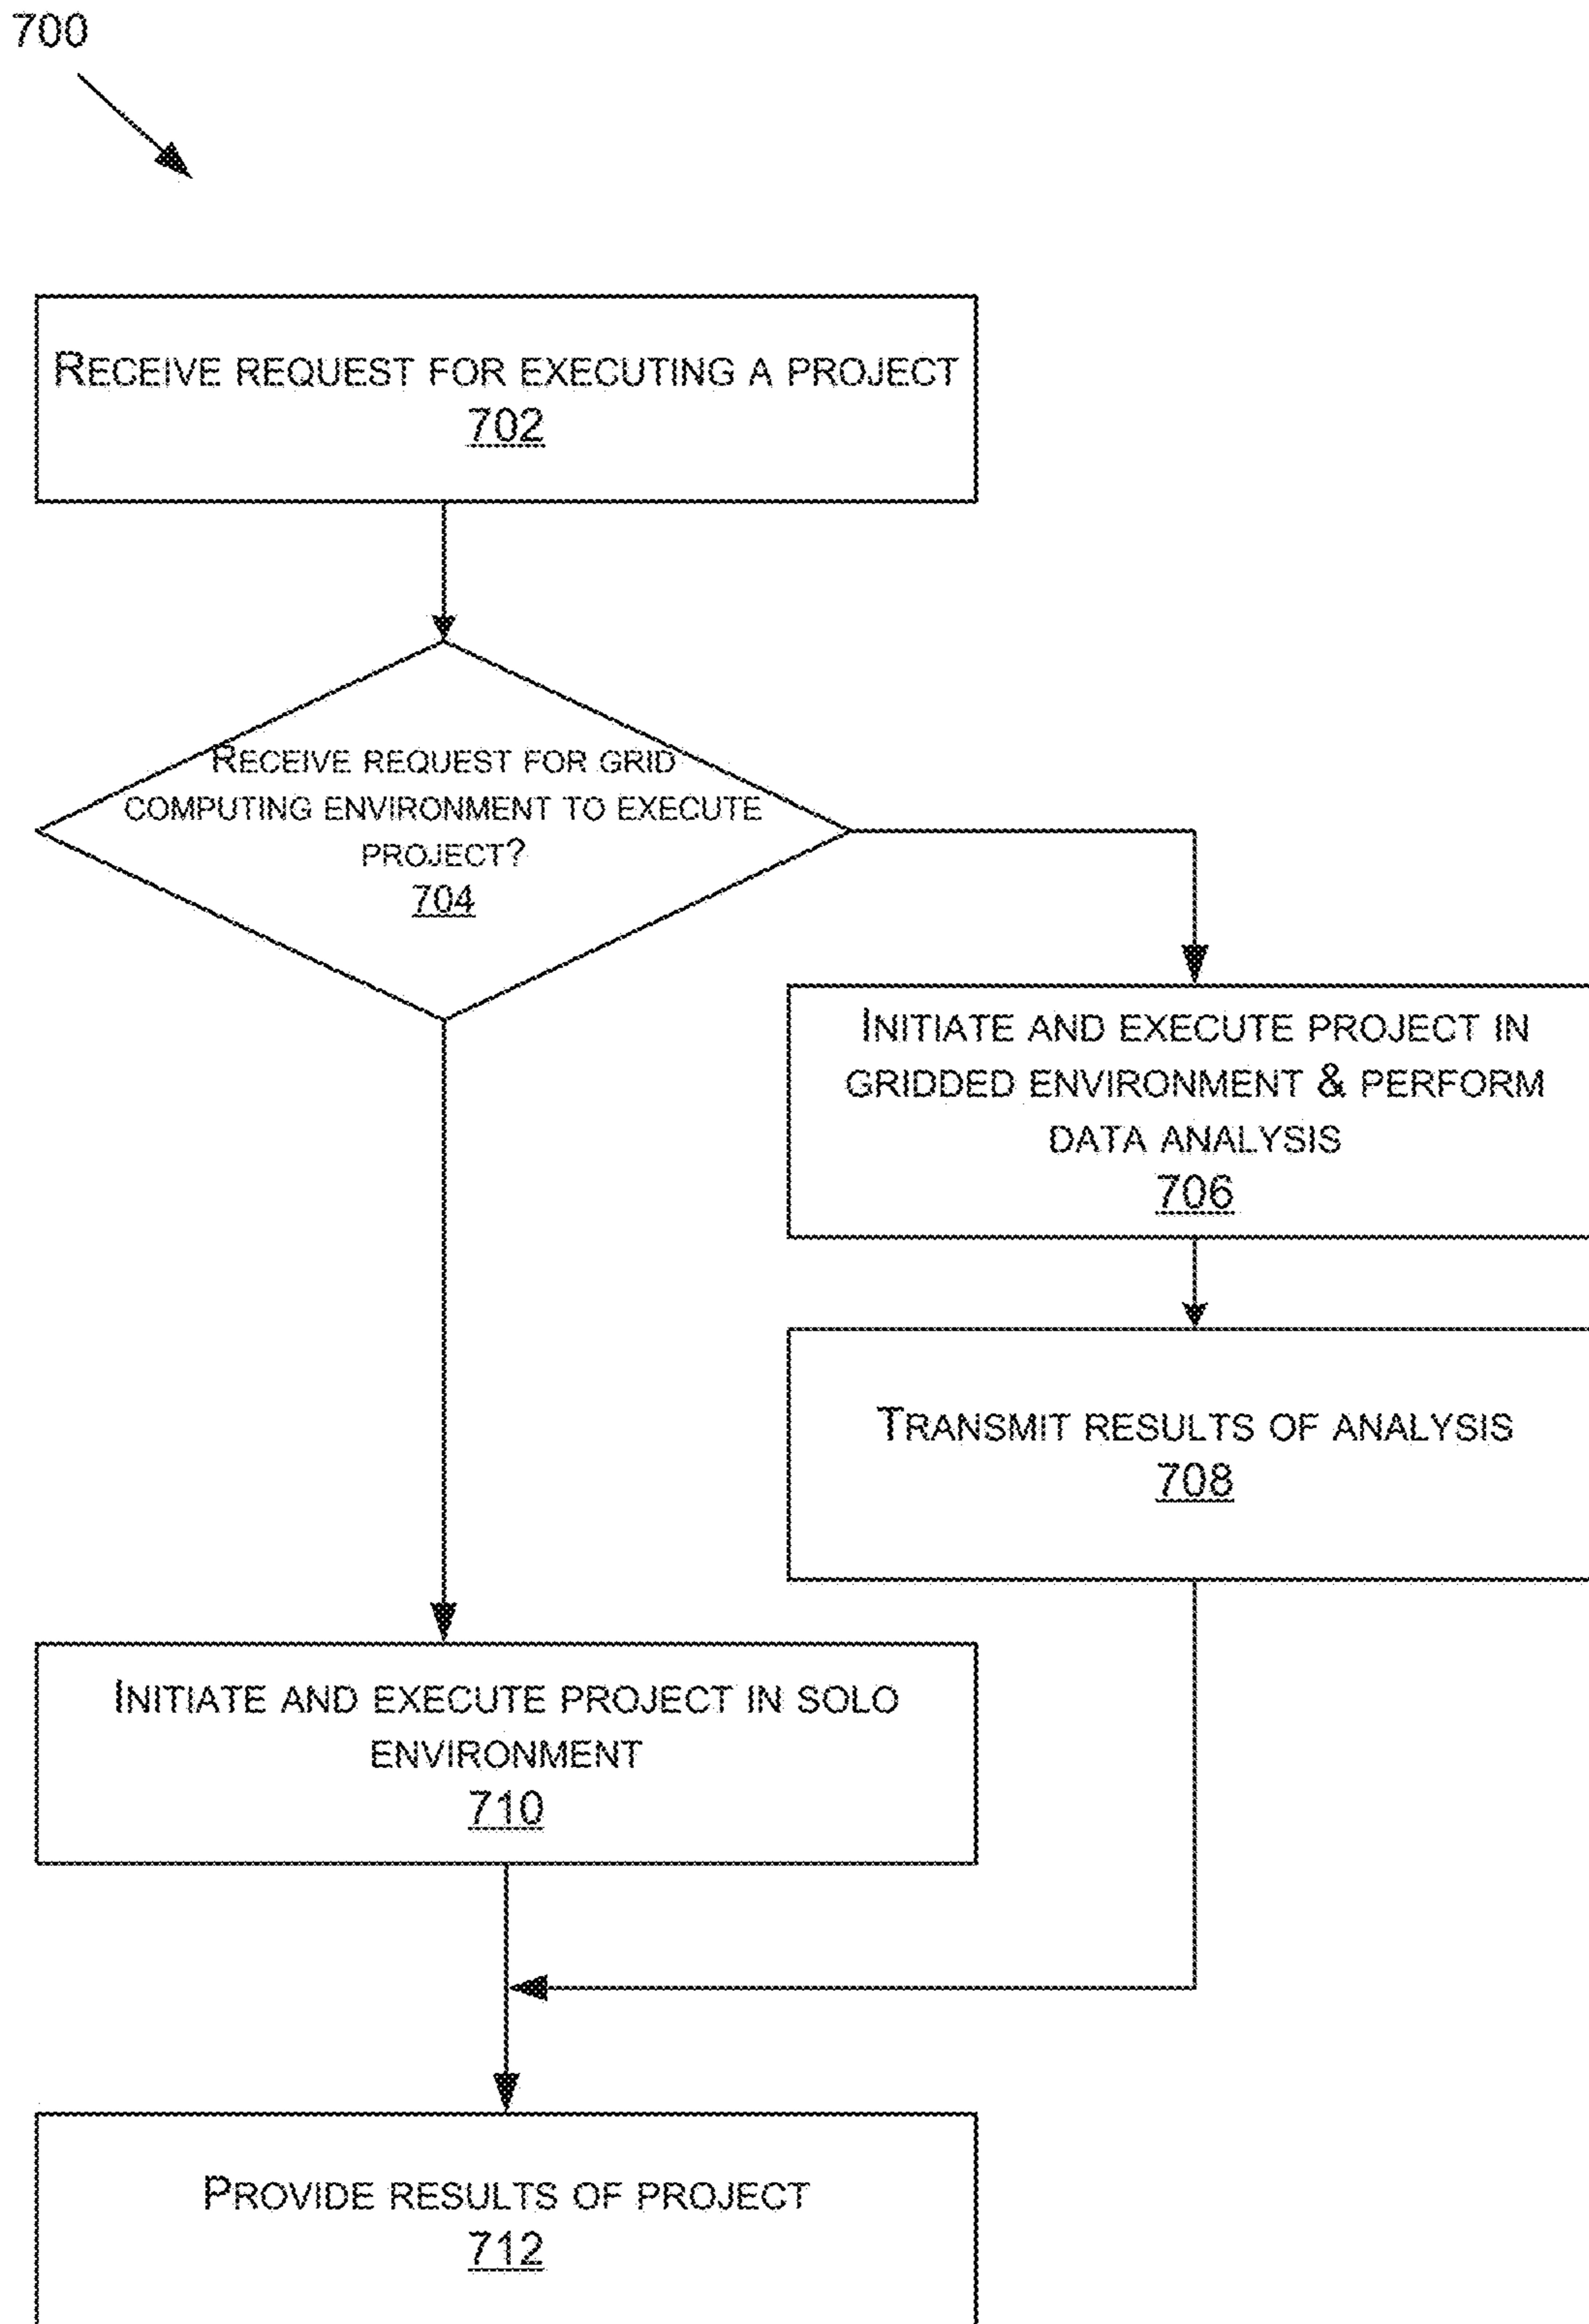 700
RECEIVE REQUEST FOR EXECUTING A PROJECT
702
RECEIVE REQUEST FOR GRID
COMPUTING ENVIRONMENT TO EXECUTE
PROJECT?
704
INITIATE AND EXECUTE PROJECT IN
GRIDDED ENVIRONMENT & PERFORM
DATA ANALYSIS
706
TRANSMIT RESULTS OF ANALYSIS
708
INITIATE AND EXECUTE PROJECT IN SOLO
ENVIRONMENT
710
PROVIDE RESULTS OF PROJECT
712